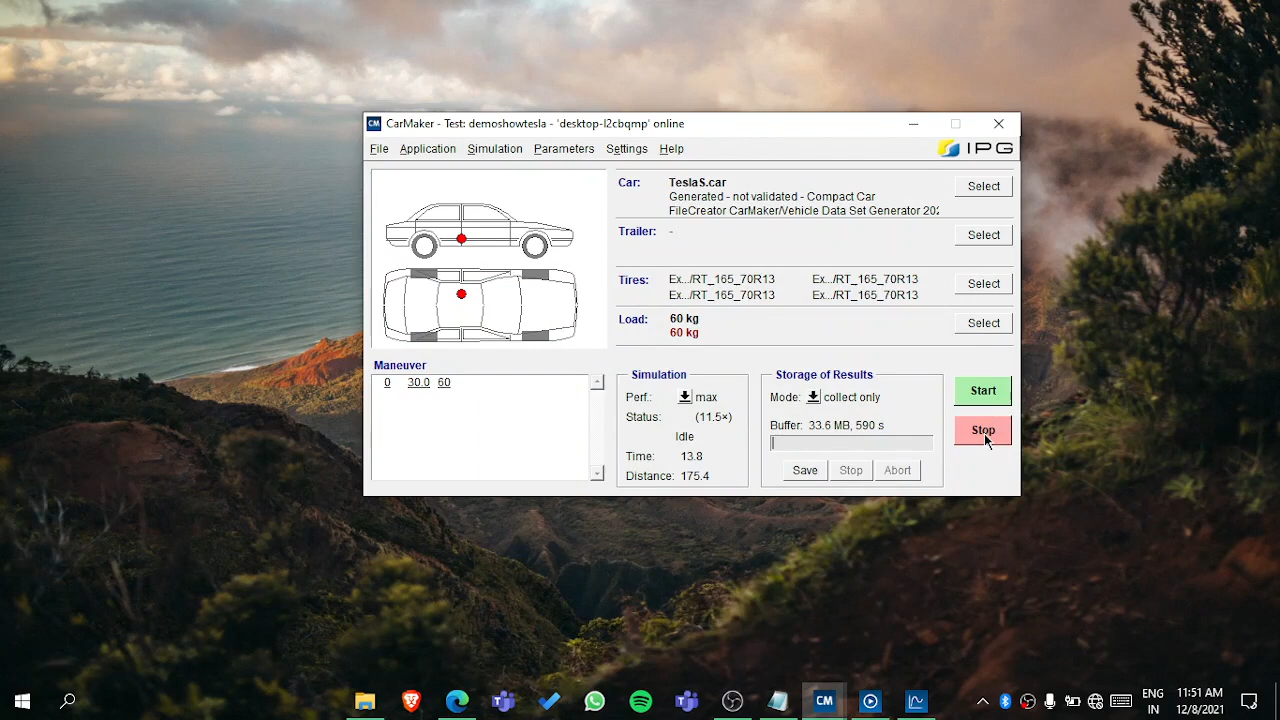 CM CarMaker - Test: demoshowtesla - 'desktop-l2cbqmp' online
File Application Simulation Parameters Settings Help
IPG
Car: TeslaS.car Select
Generated - not validated - Compact Car
FileCreator CarMaker/Vehicle Data Set Generator 202
Trailer: - Select
Tires: Ex.../RT_165_70R13 Ex.../RT_165_70R13 Select
Ex.../RT_165_70R13 Ex.../RT_165_70R13
Load: 60 kg Select
60 kg
Maneuver
0 30.0 60
Simulation
Perf.: max
Status: (11.5×)
Idle
Time: 13.8
Distance: 175.4
Storage of Results
Mode: collect only
Buffer: 33.6 MB, 590 s
Save Stop Abort
Start
Stop
CM
ENG
IN
11:51 AM
12/8/2021